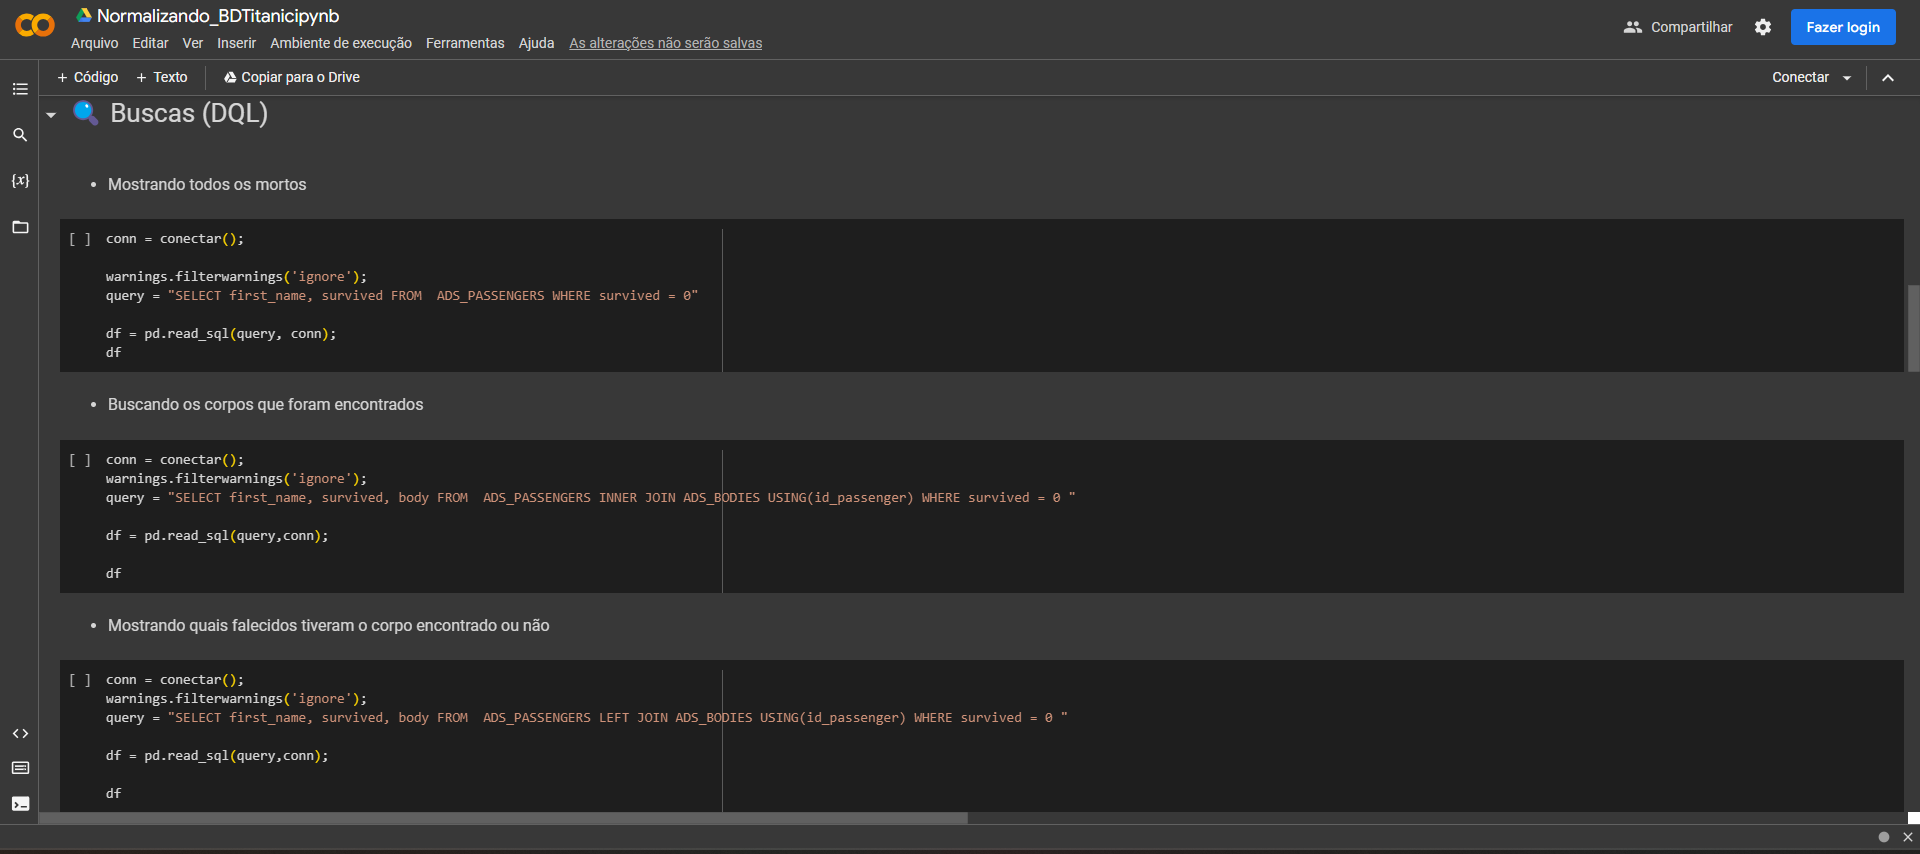 Normalizando_BDTitanicipynb
Arquivo Editar Ver Inserir Ambiente de execução Ferramentas Ajuda As alterações não serão salvas
Compartilhar
Fazer login
+ Código + Texto Copiar para o Drive
Conectar
Buscas (DQL)
{x}
• Mostrando todos os mortos
[ ] conn = conectar();
warnings.filterwarnings('ignore');
query = "SELECT first_name, survived FROM  ADS_PASSENGERS WHERE survived = 0"
df = pd.read_sql(query, conn);
df
• Buscando os corpos que foram encontrados
[ ] conn = conectar();
warnings.filterwarnings('ignore');
query = "SELECT first_name, survived, body FROM  ADS_PASSENGERS INNER JOIN ADS_BODIES USING(id_passenger) WHERE survived = 0 "
df = pd.read_sql(query,conn);
df
• Mostrando quais falecidos tiveram o corpo encontrado ou não
[ ] conn = conectar();
warnings.filterwarnings('ignore');
query = "SELECT first_name, survived, body FROM  ADS_PASSENGERS LEFT JOIN ADS_BODIES USING(id_passenger) WHERE survived = 0 "
df = pd.read_sql(query,conn);
df